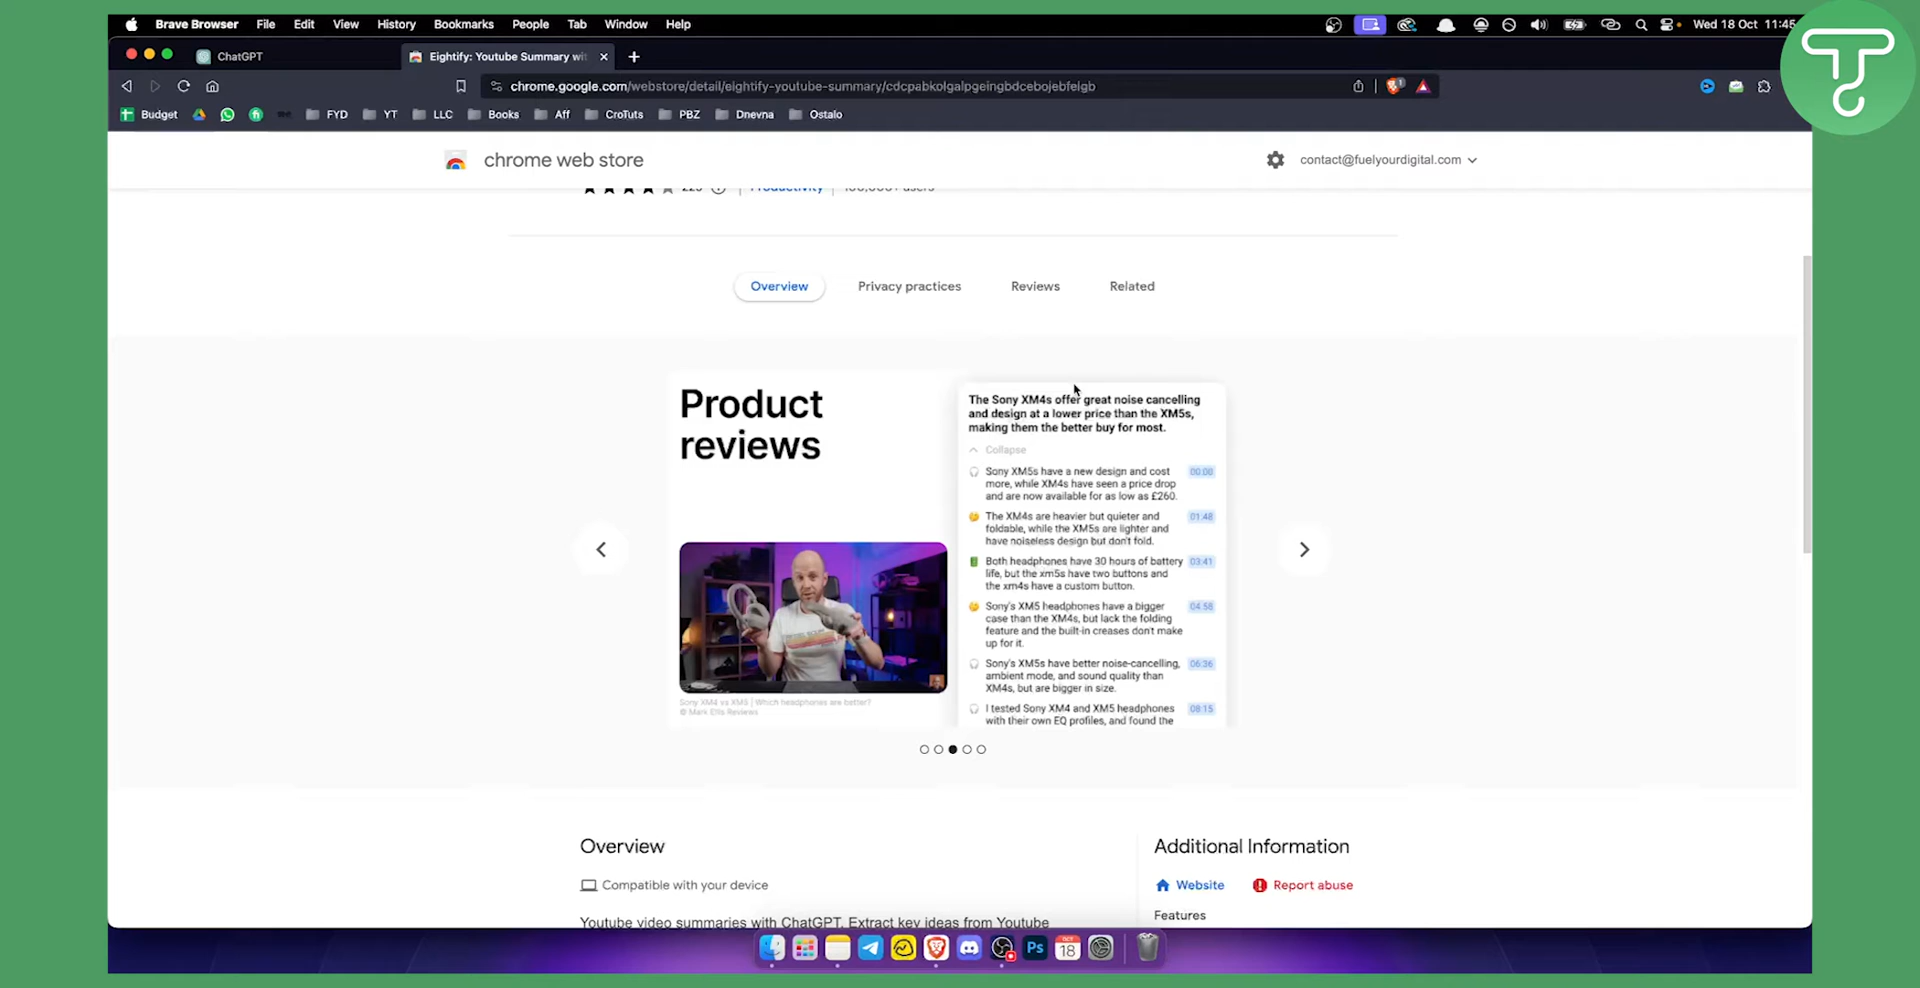 Brave Browser File Edit View History Bookmarks People Tab Window Help Wed 18 Oct 11:45
ChatGPT Eightify: Youtube Summary wit
chrome.google.com/webstore/detail/eightify-youtube-summary/cdcpabkolgalpgeingbdcebojebfelgb
Budget FYD YT LLC Books Aff CroTuts PBZ Dnevna Ostalo
chrome web store contact@fuelyourdigital.com
Productivity
Overview Privacy practices Reviews Related
Product
reviews
The Sony XM4s offer great noise cancelling
and design at a lower price than the XM5s,
making them the better buy for most.
Collapse
Sony XM5s have a new design and cost 00:00
more, while XM4s have seen a price drop
and are now available for as low as £260.
The XM4s are heavier but quieter and 01:48
foldable, while the XM5s are lighter and
have noiseless design but don't fold.
Both headphones have 30 hours of battery 03:41
life, but the xm5s have two buttons and
the xm4s have a custom button.
Sony's XM5 headphones have a bigger 04:58
case than the XM4s, but lack the folding
feature and the built-in creases don't make
up for it.
Sony's XM5s have better noise-cancelling, 06:36
ambient mode, and sound quality than
XM4s, but are bigger in size.
I tested Sony XM4 and XM5 headphones 08:15
with their own EQ profiles, and found the
Sony XM4 vs XM5 | Which headphones are better?
© Mark Ellis Reviews
Overview
Compatible with your device
Youtube video summaries with ChatGPT. Extract key ideas from Youtube
Additional Information
Website Report abuse
Features
Ps
OCT
18